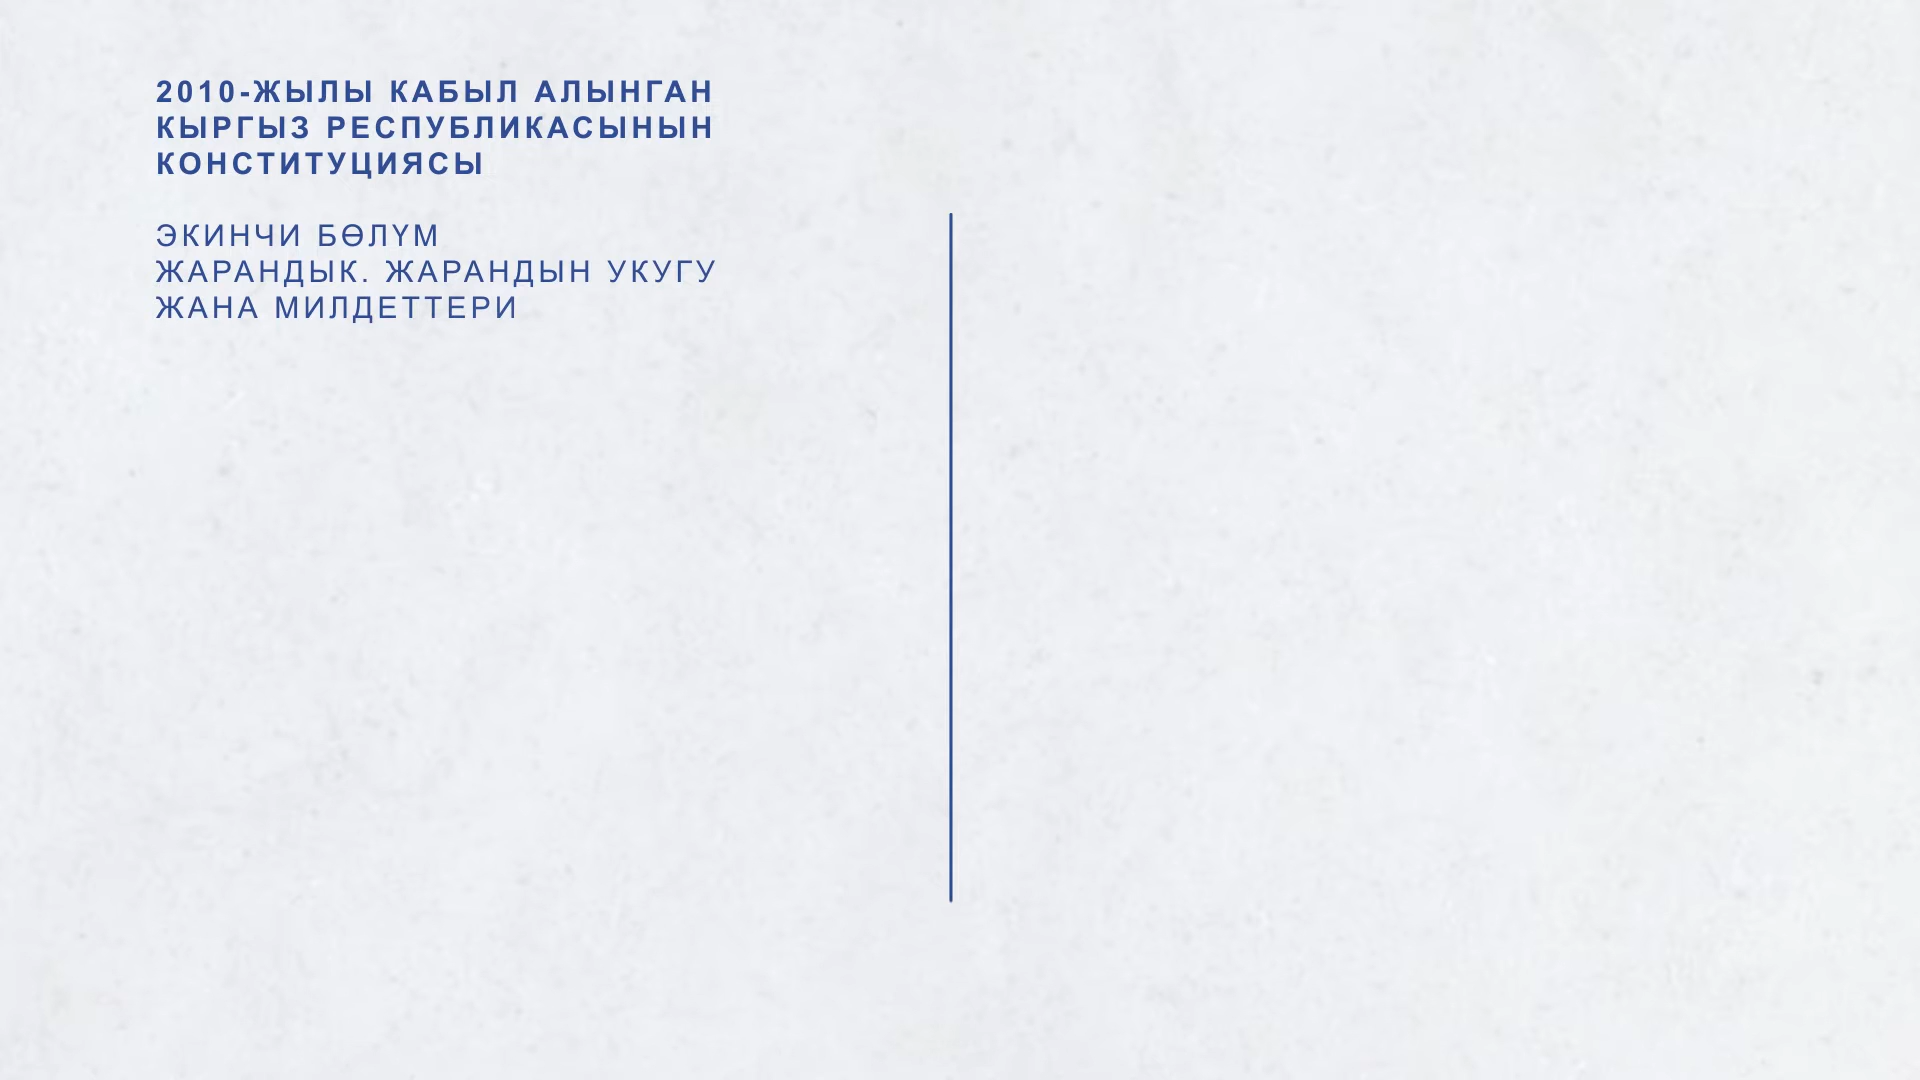 2010-ЖЫЛЫ КАБЫЛ АЛЫНГАН
КЫРГЫЗ РЕСПУБЛИКАСЫНЫН
КОНСТИТУЦИЯСЫ
ЭКИНЧИ БӨЛҮМ
ЖАРАНДЫК. ЖАРАНДЫН УКУГУ
ЖАНА МИЛДЕТТЕРИ